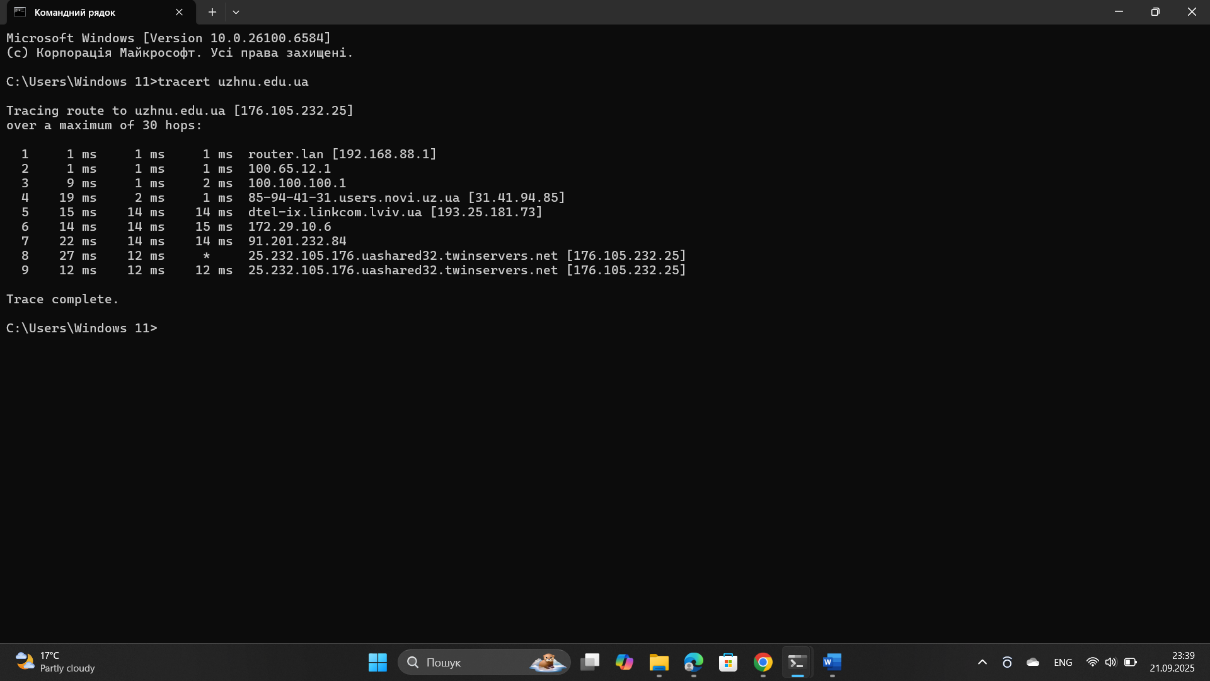 Командний рядок
Microsoft Windows [Version 10.0.26100.6584]
(c) Корпорація Майкрософт. Усі права захищені.
C:\Users\Windows 11>tracert uzhnu.edu.ua
Tracing route to uzhnu.edu.ua [176.105.232.25]
over a maximum of 30 hops:
1 1 ms 1 ms 1 ms router.lan [192.168.88.1]
2 1 ms 1 ms 1 ms 100.65.12.1
3 9 ms 1 ms 2 ms 100.100.100.1
4 19 ms 2 ms 1 ms 85-94-41-31.users.novi.uz.ua [31.41.94.85]
5 15 ms 14 ms 14 ms dtel-ix.linkcom.lviv.ua [193.25.181.73]
6 14 ms 14 ms 15 ms 172.29.10.6
7 22 ms 14 ms 14 ms 91.201.232.84
8 27 ms 12 ms * 25.232.105.176.uashared32.twinservers.net [176.105.232.25]
9 12 ms 12 ms 12 ms 25.232.105.176.uashared32.twinservers.net [176.105.232.25]
Trace complete.
C:\Users\Windows 11>
17°C
Partly cloudy
Пошук
ENG
23:39
21.09.2025